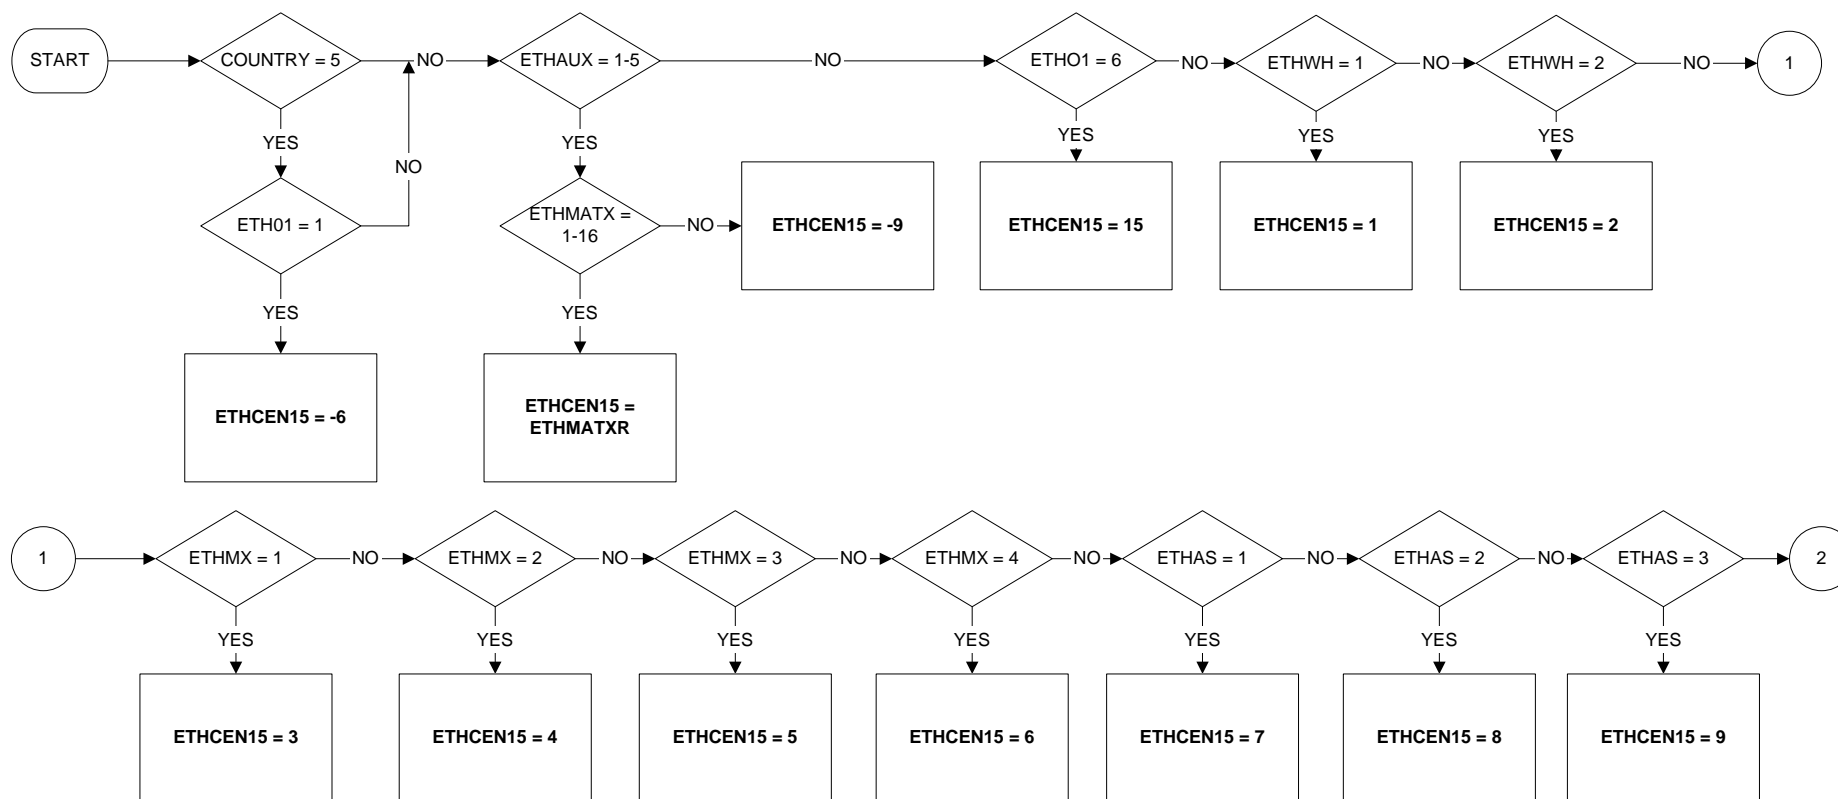 START
COUNTRY = 5
NO
ETHAUX = 1-5
NO
ETHO1 = 6
NO
ETHWH = 1
NO
ETHWH = 2
NO
1
YES
YES
YES
YES
YES
NO
ETH01 = 1
ETHMATX =
1-16
NO
ETHCEN15 = -9
ETHCEN15 = 15
ETHCEN15 = 1
ETHCEN15 = 2
YES
YES
ETHCEN15 = -6
ETHCEN15 =
ETHMATXR
1
ETHMX = 1
NO
ETHMX = 2
NO
ETHMX = 3
NO
ETHMX = 4
NO
ETHAS = 1
NO
ETHAS = 2
NO
ETHAS = 3
2
YES
YES
YES
YES
YES
YES
YES
ETHCEN15 = 3
ETHCEN15 = 4
ETHCEN15 = 5
ETHCEN15 = 6
ETHCEN15 = 7
ETHCEN15 = 8
ETHCEN15 = 9